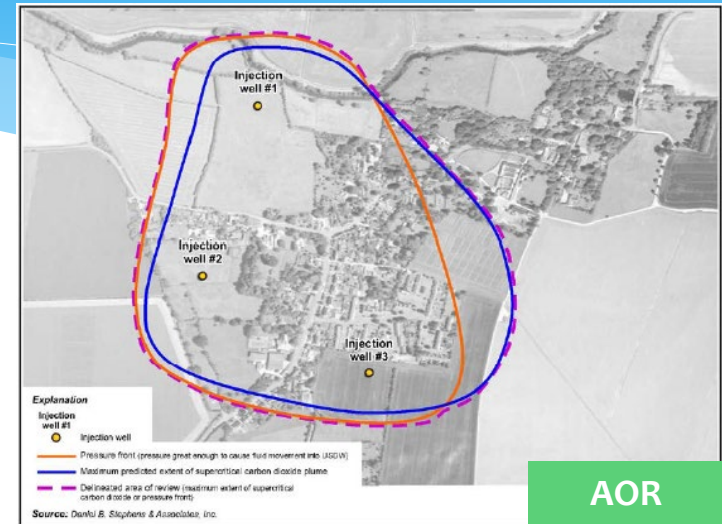 Injection
well #1
Injection
well #2
Injection
well #3
Explanation
Injection
well #1
Injection well
Pressure front (pressure great enough to cause fluid movement into USDW)
Maximum predicted extent of supercritical carbon dioxide plume
Delineated area of review (maximum extent of supercritical
carbon dioxide or pressure front)
Source: Daniel B. Stephens & Associates, Inc.
AOR